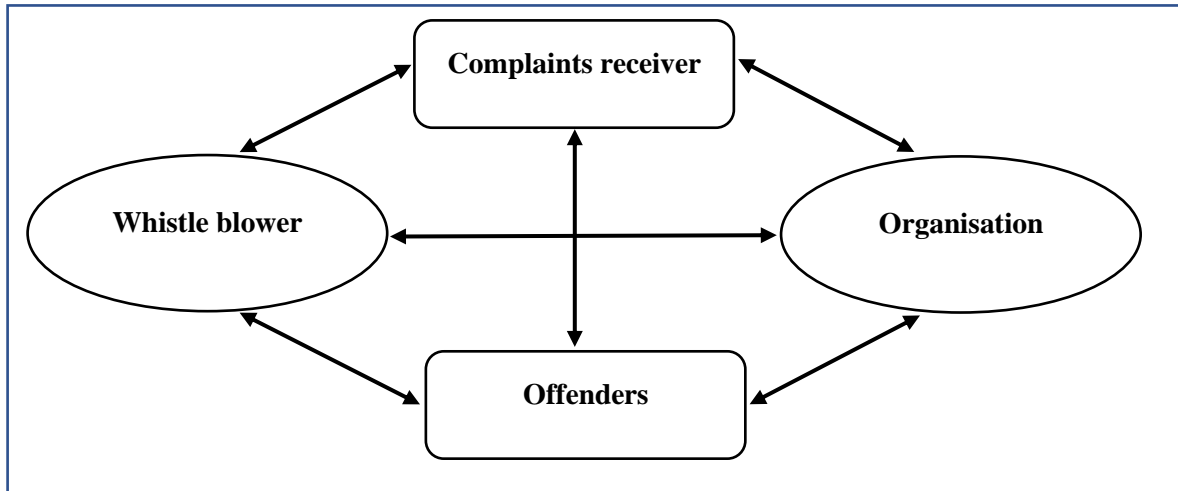 Complaints receiver
Whistle blower
Organisation
Offenders